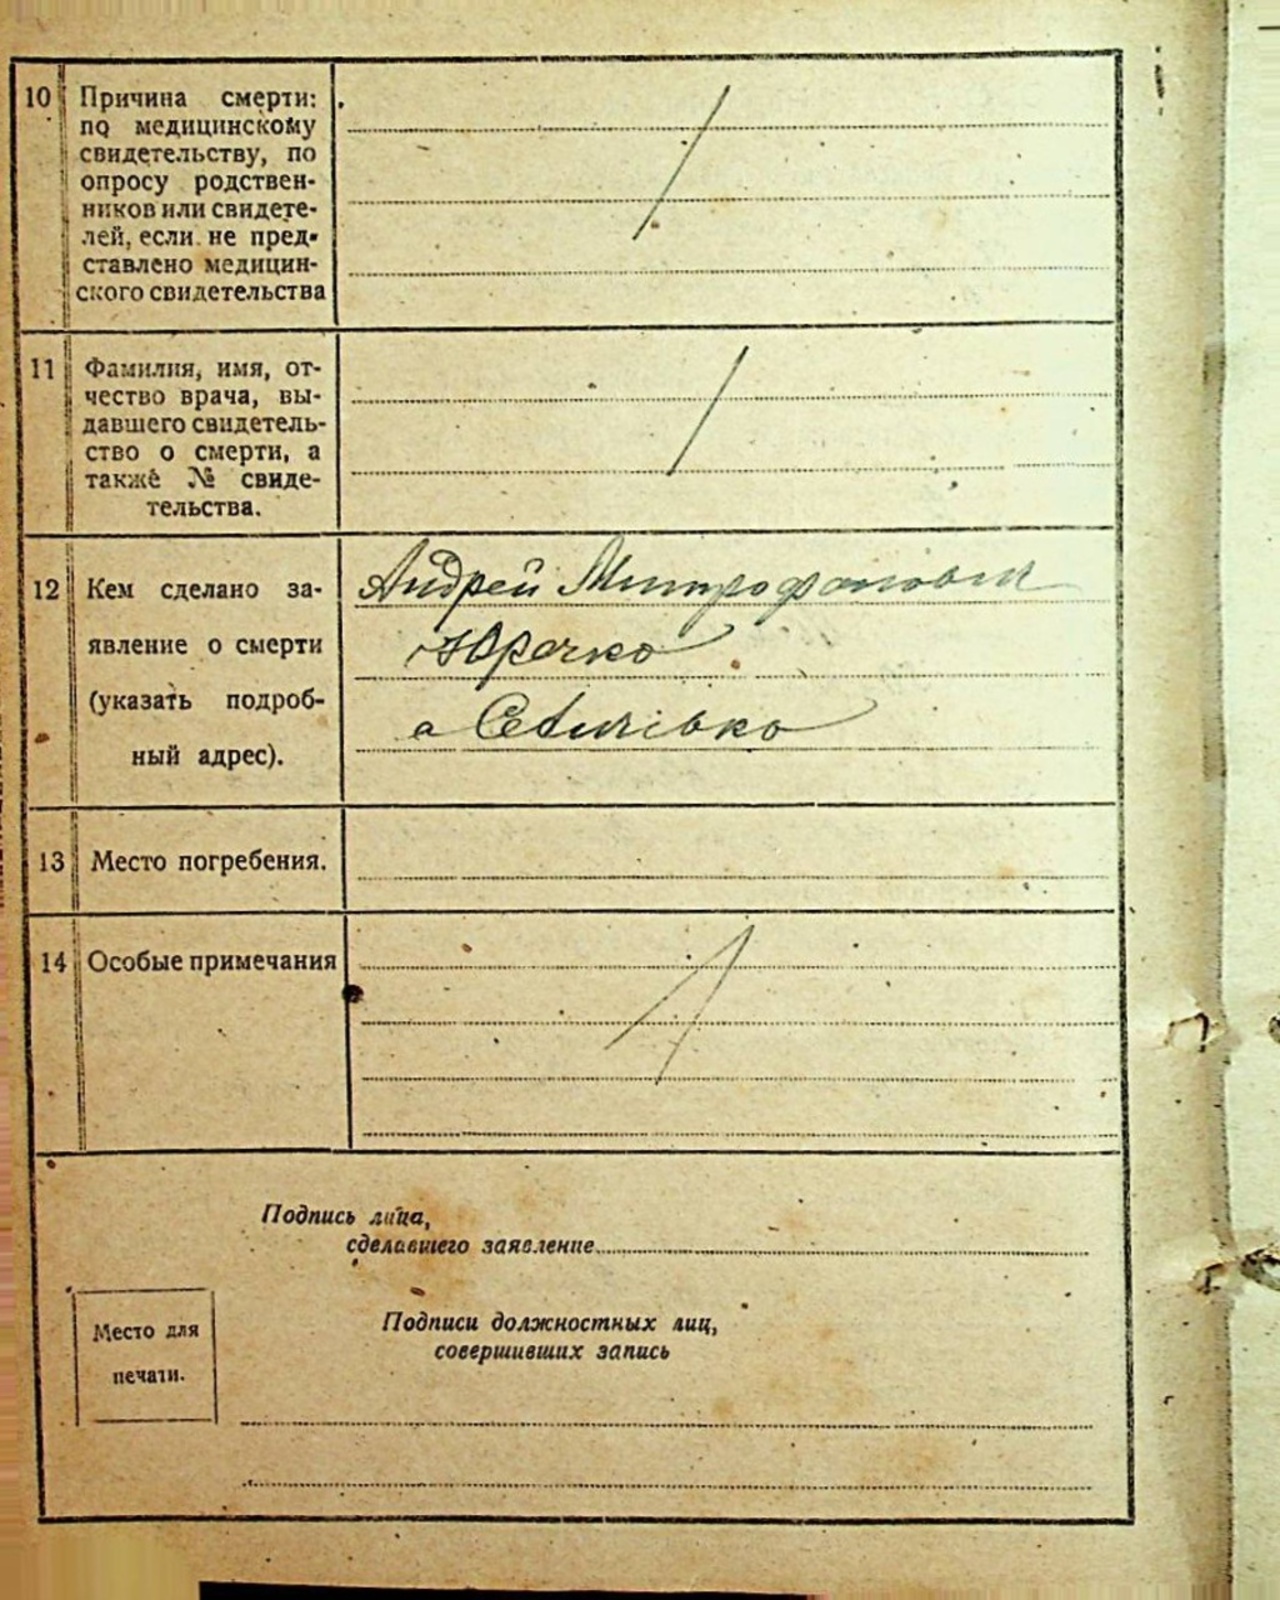 10 Причина смерти:
по медицинскому
свидетельству, по
опросу родствен-
ников или свидете-
лей, если не пред-
ставлено медицин-
ского свидетельства
11 Фамилия, имя, от-
чество врача, вы-
давшего свидетель-
ство о смерти, а
также № свиде-
тельства.
12 Кем сделано за-
явление о смерти
(указать подроб-
ный адрес).
Андрей Митрофанович
13 Место погребения.
14 Особые примечания
Подпись лица,
сделавшего заявление
Место для
печати.
Подписи должностных лиц,
совершивших запись